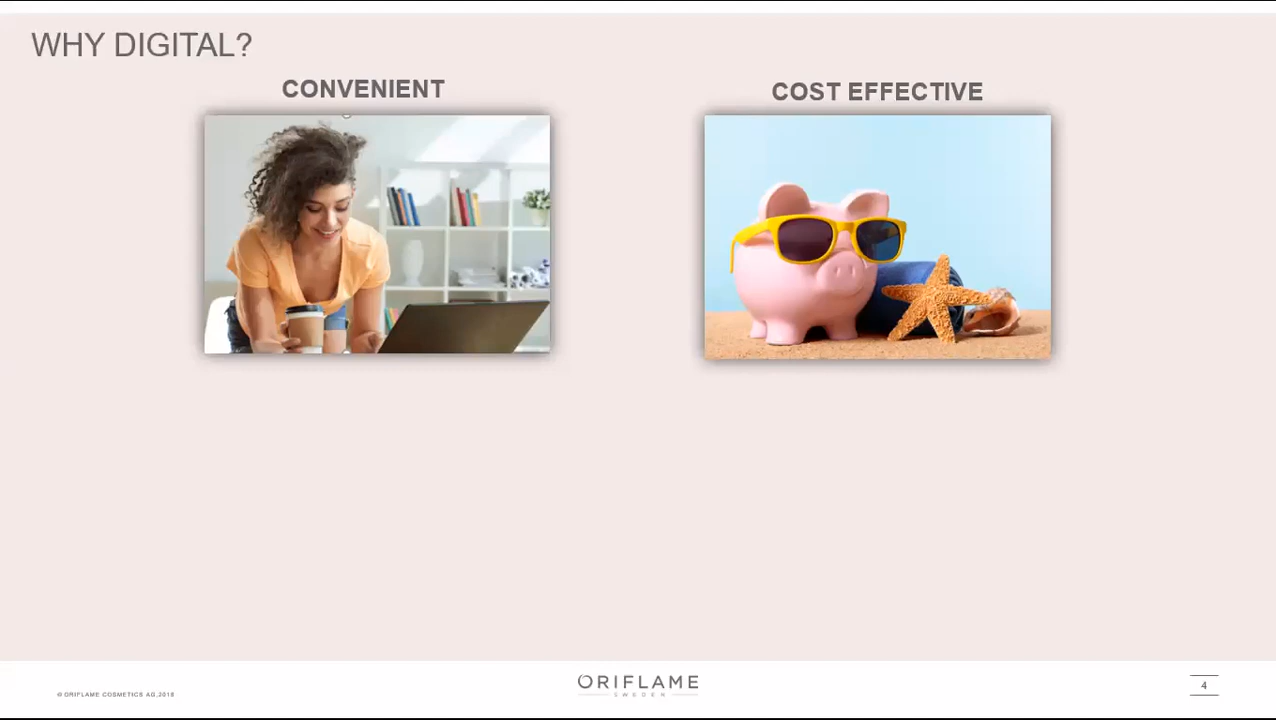 WHY DIGITAL?
CONVENIENT
COST EFFECTIVE
© ORIFLAME COSMETICS AG,2018
ORIFLAME
SWEDEN
4